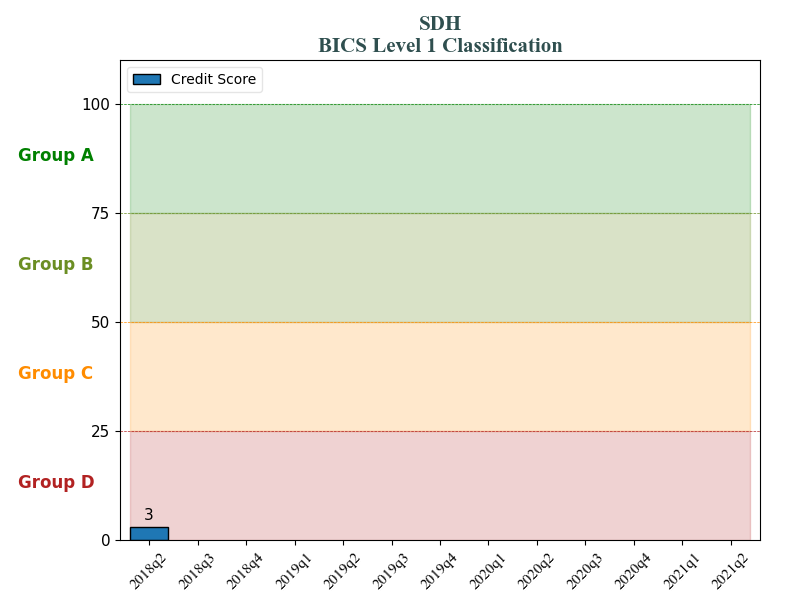 SDH
BICS Level 1 Classification
Credit Score
100
Group A
75
Group B
50
Group C
25
Group D
3
0
2018q2
2018q3
2018q4
2019q1
2019q2
2019q3
2019q4
2020q1
2020q2
2020q3
2020q4
2021q1
2021q2